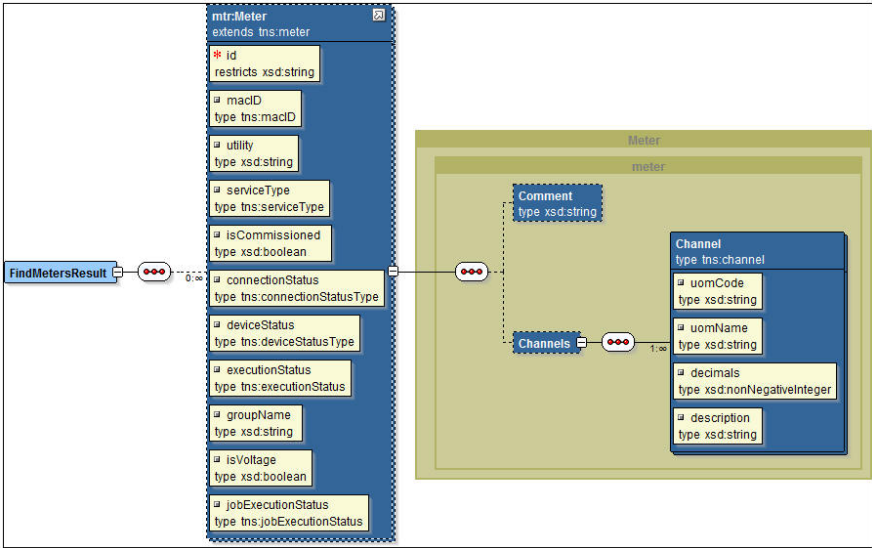 mtr:Meter
extends tns:meter
* id
restricts xsd:string
macID
type tns:macID
utility
type xsd:string
serviceType
type tns:serviceType
isCommissioned
type xsd:boolean
connectionStatus
type tns:connectionStatusType
deviceStatus
type tns:deviceStatusType
executionStatus
type tns:executionStatus
groupName
type xsd:string
isVoltage
type xsd:boolean
jobExecutionStatus
type tns:jobExecutionStatus
FindMetersResult
0:∞
Meter
meter
Comment
type xsd:string
Channels
1:∞
Channel
type tns:channel
uomCode
type xsd:string
uomName
type xsd:string
decimals
type xsd:nonNegativeInteger
description
type xsd:string